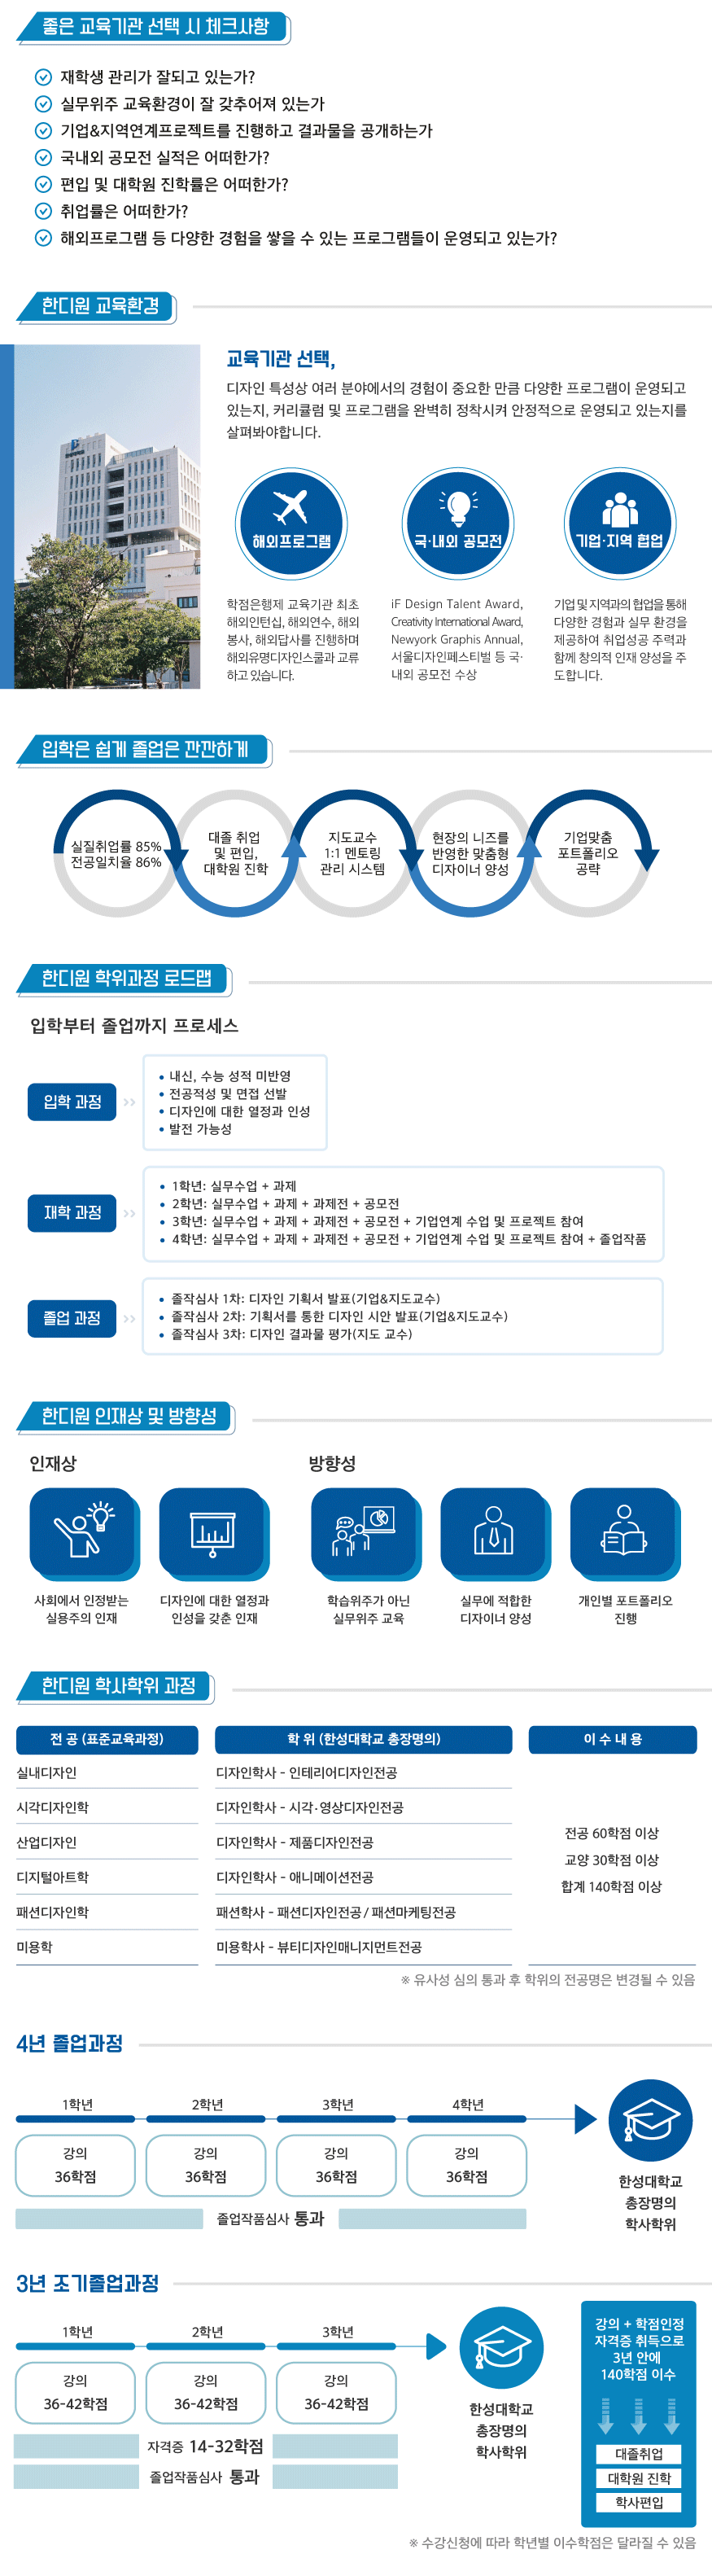 좋은 교육기관 선택 시 체크사항
재학생 관리가 잘되고 있는가?
실무위주 교육환경이 잘 갖추어져 있는가
기업&지역연계프로젝트를 진행하고 결과물을 공개하는가
국내외 공모전 실적은 어떠한가?
편입 및 대학원 진학률은 어떠한가?
취업률은 어떠한가?
해외프로그램 등 다양한 경험을 쌓을 수 있는 프로그램들이 운영되고 있는가?
한디원 교육환경
교육기관 선택,
디자인 특성상 여러 분야에서의 경험이 중요한 만큼 다양한 프로그램이 운영되고
있는지, 커리큘럼 및 프로그램을 완벽히 정착시켜 안정적으로 운영되고 있는지를
살펴봐야합니다.
해외프로그램
학점은행제 교육기관 최초
해외인턴십, 해외연수, 해외
봉사, 해외답사를 진행하며
해외유명디자인스쿨과 교류
하고 있습니다.
국·내외 공모전
iF Design Talent Award,
Creativity International Award,
Newyork Graphis Annual,
서울디자인페스티벌 등 국·
내외 공모전 수상
기업·지역 협업
기업 및 지역과의 협업을 통해
다양한 경험과 실무 환경을
제공하여 취업성공 주력과
함께 창의적 인재 양성을 주
도합니다.
입학은 쉽게 졸업은 깐깐하게
실질취업률 85%
전공일치율 86%
대졸 취업
및 편입,
대학원 진학
지도교수
1:1 멘토링
관리 시스템
현장의 니즈를
반영한 맞춤형
디자이너 양성
기업맞춤
포트폴리오
공략
한디원 학위과정 로드맵
입학부터 졸업까지 프로세스
입학 과정
• 내신, 수능 성적 미반영
• 전공적성 및 면접 선발
• 디자인에 대한 열정과 인성
• 발전 가능성
재학 과정
• 1학년: 실무수업 + 과제
• 2학년: 실무수업 + 과제 + 과제전 + 공모전
• 3학년: 실무수업 + 과제 + 과제전 + 공모전 + 기업연계 수업 및 프로젝트 참여
• 4학년: 실무수업 + 과제 + 과제전 + 공모전 + 기업연계 수업 및 프로젝트 참여 + 졸업작품
졸업 과정
• 졸작심사 1차: 디자인 기획서 발표(기업&지도교수)
• 졸작심사 2차: 기획서를 통한 디자인 시안 발표(기업&지도교수)
• 졸작심사 3차: 디자인 결과물 평가(지도 교수)
한디원 인재상 및 방향성
인재상
사회에서 인정받는
실용주의 인재
디자인에 대한 열정과
인성을 갖춘 인재
방향성
학습위주가 아닌
실무위주 교육
실무에 적합한
디자이너 양성
개인별 포트폴리오
진행
한디원 학사학위 과정
전 공 (표준교육과정)
학 위 (한성대학교 총장명의)
이 수 내 용
실내디자인
디자인학사 - 인테리어디자인전공
시각디자인학
디자인학사 - 시각·영상디자인전공
산업디자인
디자인학사 - 제품디자인전공
디지털아트학
디자인학사 - 애니메이션전공
패션디자인학
패션학사 - 패션디자인전공 / 패션마케팅전공
미용학
미용학사 - 뷰티디자인매니지먼트전공
전공 60학점 이상
교양 30학점 이상
합계 140학점 이상
※ 유사성 심의 통과 후 학위의 전공명은 변경될 수 있음
4년 졸업과정
1학년
2학년
3학년
4학년
강의
36학점
강의
36학점
강의
36학점
강의
36학점
졸업작품심사 통과
한성대학교
총장명의
학사학위
3년 조기졸업과정
1학년
2학년
3학년
강의
36-42학점
강의
36-42학점
강의
36-42학점
자격증 14-32학점
졸업작품심사 통과
한성대학교
총장명의
학사학위
강의 + 학점인정
자격증 취득으로
3년 안에
140학점 이수
대졸취업
대학원 진학
학사편입
※ 수강신청에 따라 학년별 이수학점은 달라질 수 있음